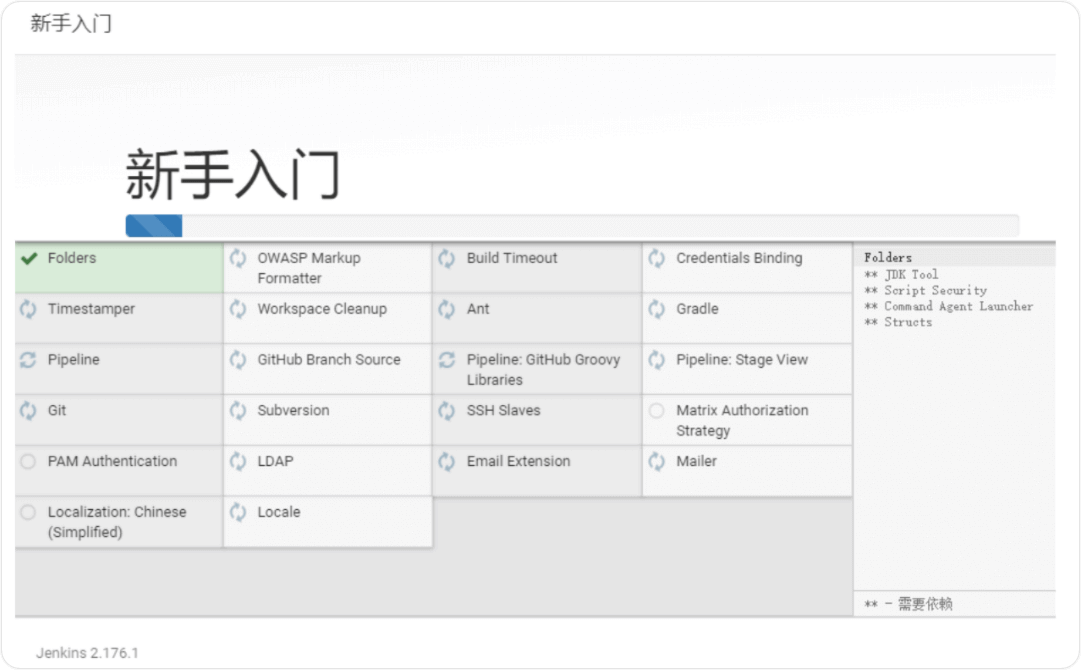 新手入门
新手入门
Folders
OWASP Markup
Formatter
Build Timeout
Credentials Binding
Timestamper
Workspace Cleanup
Ant
Gradle
Pipeline
GitHub Branch Source
Pipeline: GitHub Groovy
Libraries
Pipeline: Stage View
Git
Subversion
SSH Slaves
Matrix Authorization
Strategy
PAM Authentication
LDAP
Email Extension
Mailer
Localization: Chinese
(Simplified)
Locale
Folders
** JDK Tool
** Script Security
** Command Agent Launcher
** Structs
** - 需要依赖
Jenkins 2.176.1